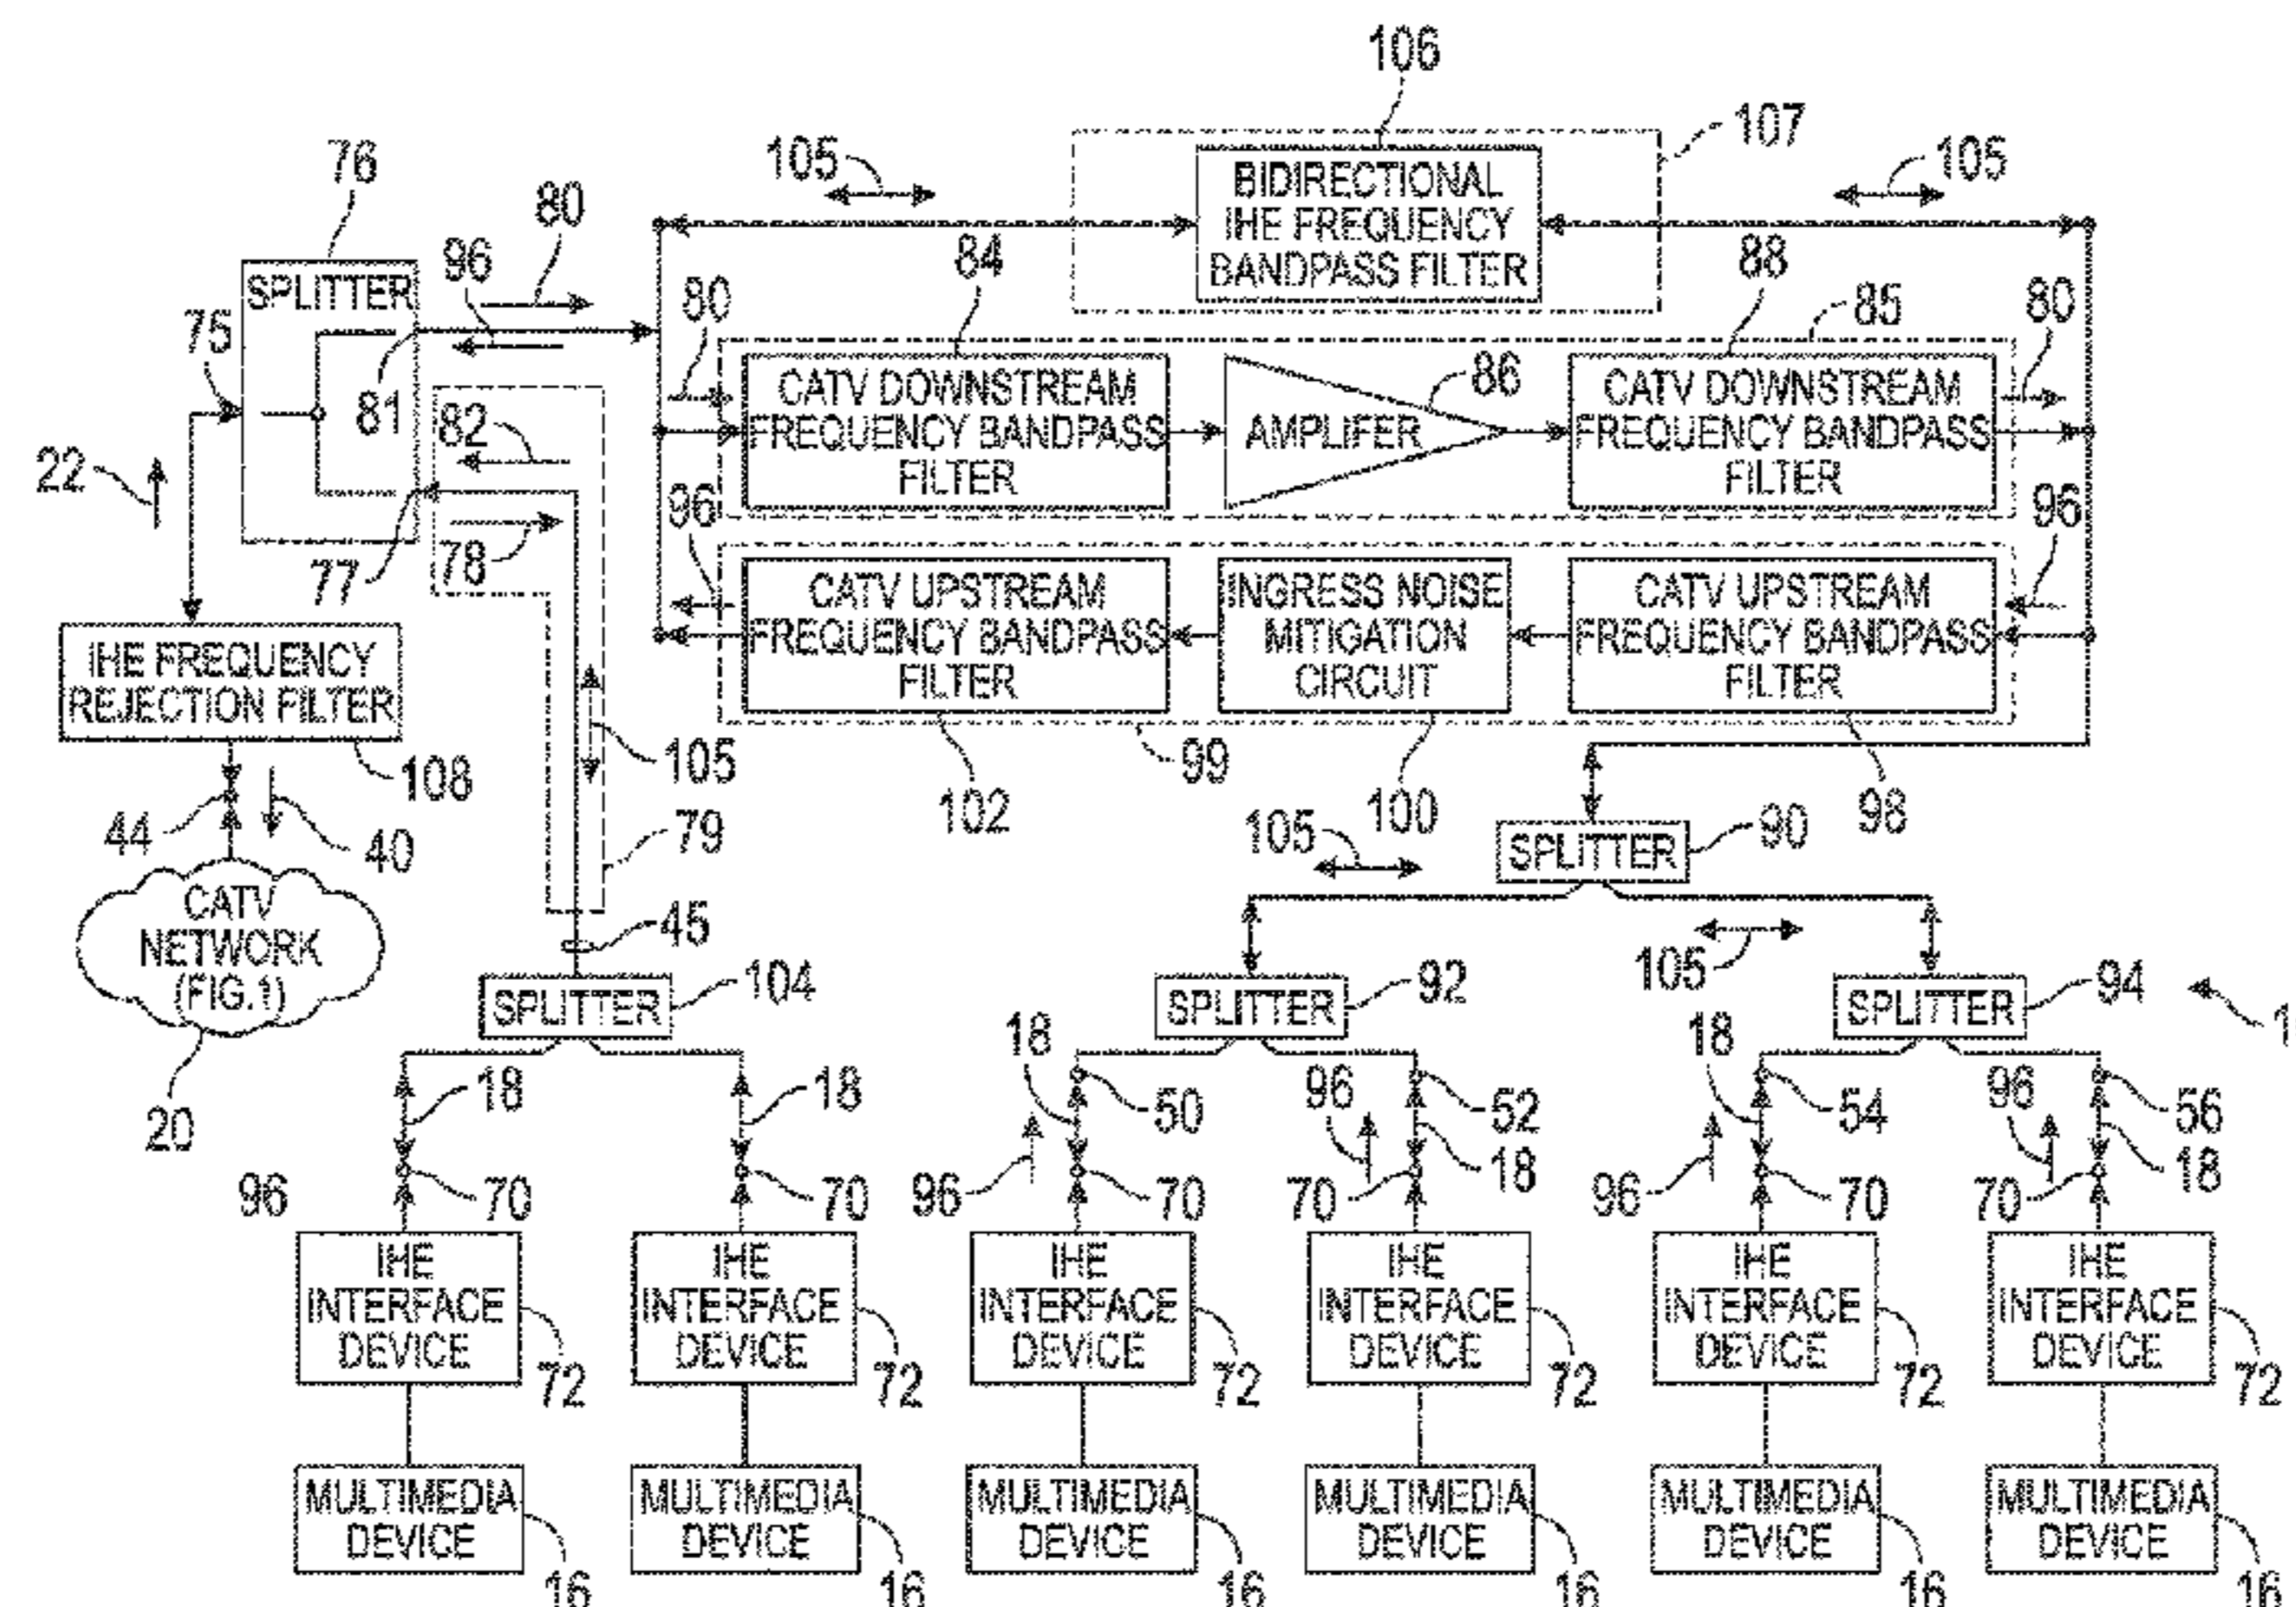 106
107
105
105
76
BIDIRECTIONAL
IHE FREQUENCY
BANDPASS FILTER
80
96
84
88
SPLITTER
80
85
80
75
81
86
CATV DOWNSTREAM
FREQUENCY BANDPASS
FILTER
AMPLIFER
CATV DOWNSTREAM
FREQUENCY BANDPASS
FILTER
82
22
96
96
78
77
CATV UPSTREAM
FREQUENCY BANDPASS
FILTER
INGRESS NOISE
MITIGATION
CIRCUIT
CATV UPSTREAM
FREQUENCY BANDPASS
FILTER
IHE FREQUENCY
REJECTION FILTER
108
105
99
102
100
98
44
40
79
105
90
SPLITTER
CATV
NETWORK
(FIG.1)
45
105
SPLITTER
104
SPLITTER
92
SPLITTER
94
1
20
18
18
18
50
96
52
18
54
96
56
96
70
70
96
70
70
18
96
70
70
18
IHE
INTERFACE
DEVICE
IHE
INTERFACE
DEVICE
IHE
INTERFACE
DEVICE
IHE
INTERFACE
DEVICE
IHE
INTERFACE
DEVICE
IHE
INTERFACE
DEVICE
72
72
72
72
72
72
MULTIMEDIA
DEVICE
MULTIMEDIA
DEVICE
MULTIMEDIA
DEVICE
MULTIMEDIA
DEVICE
MULTIMEDIA
DEVICE
MULTIMEDIA
DEVICE
16
16
16
16
16
16